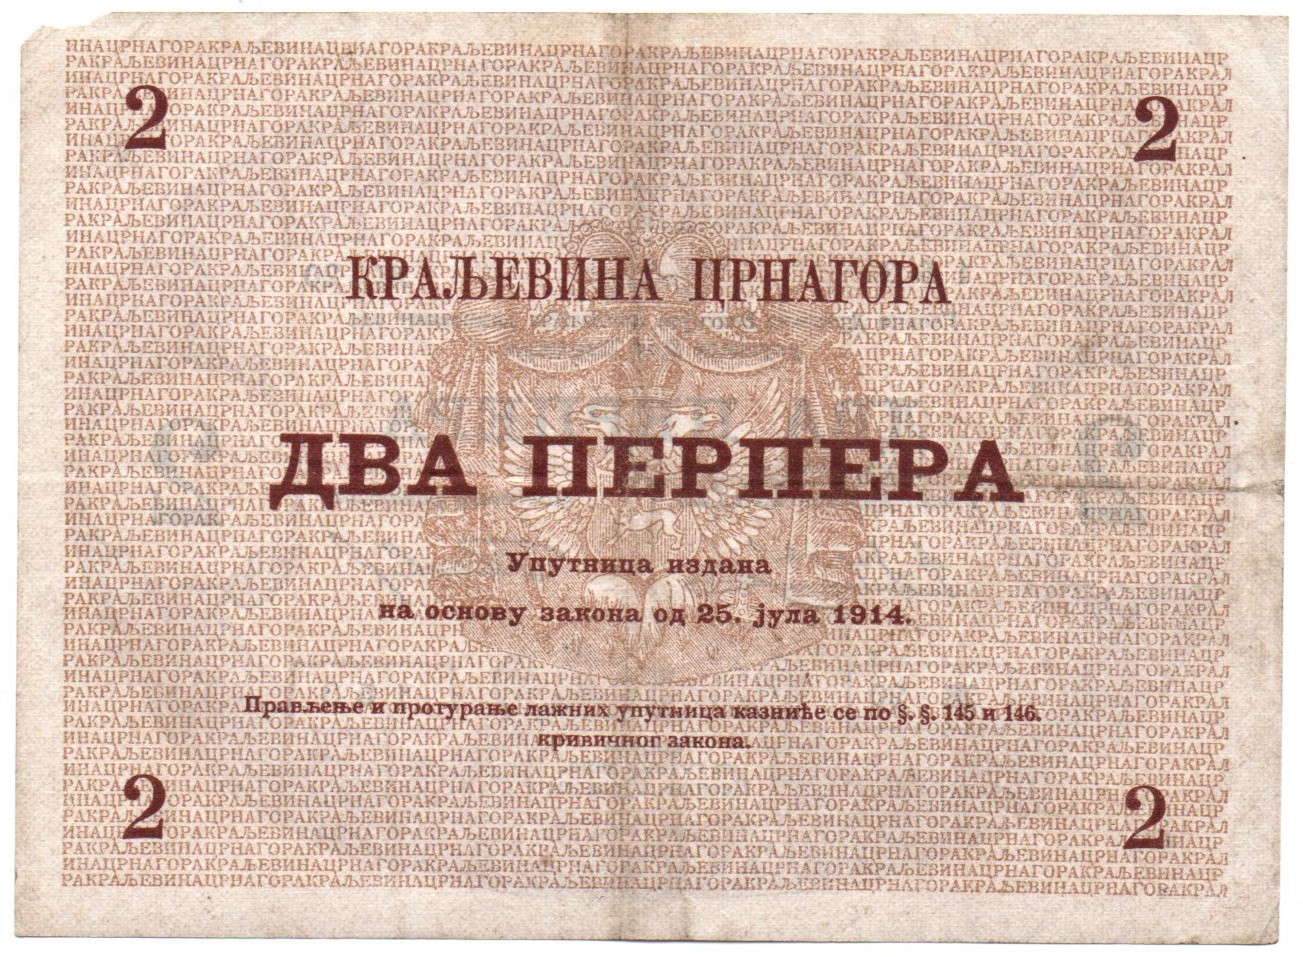 2 2
КРАЉЕВИНА ЦРНАГОРА
ДВА ПЕРПЕРА
Упутница издана
на основу закона од 25. јула 1914.
Прављење и протурање лажних упутница казниће се по §. §. 145 и 146.
кривичног закона.
2 2